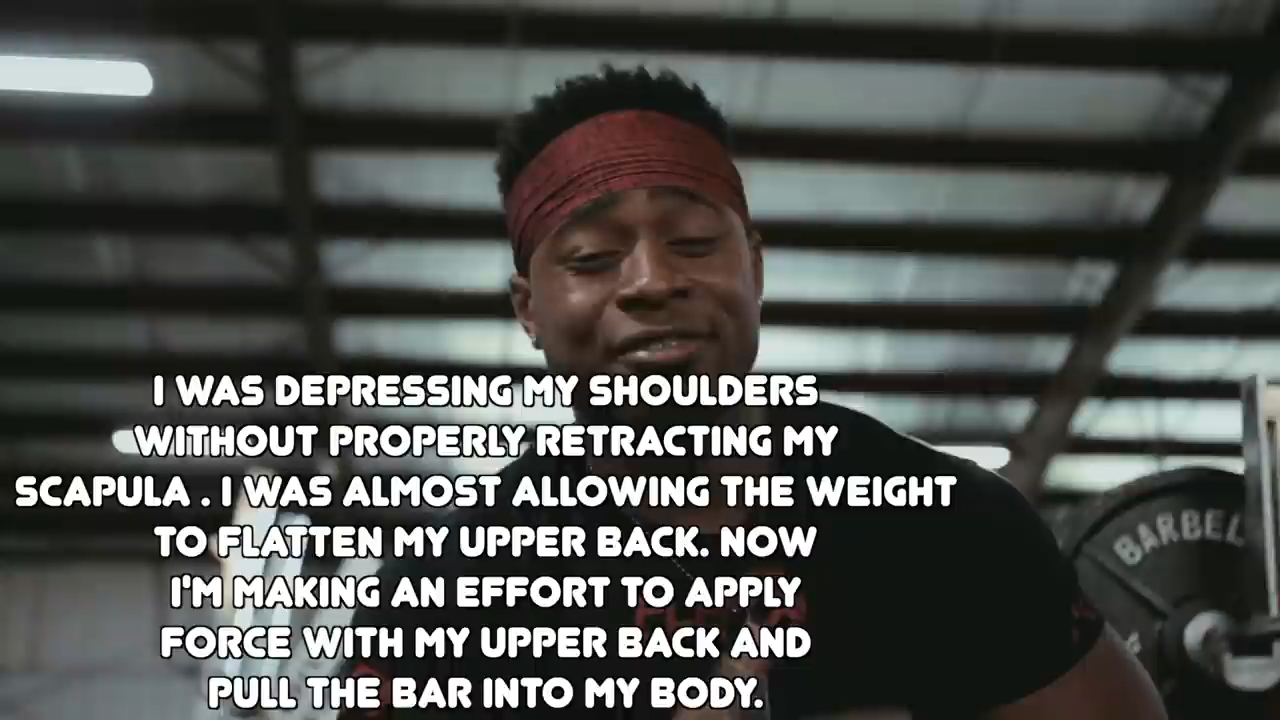 I WAS DEPRESSING MY SHOULDERS
WITHOUT PROPERLY RETRACTING MY
SCAPULA . I WAS ALMOST ALLOWING THE WEIGHT
TO FLATTEN MY UPPER BACK. NOW
I'M MAKING AN EFFORT TO APPLY
FORCE WITH MY UPPER BACK AND
PULL THE BAR INTO MY BODY.
BARBEL